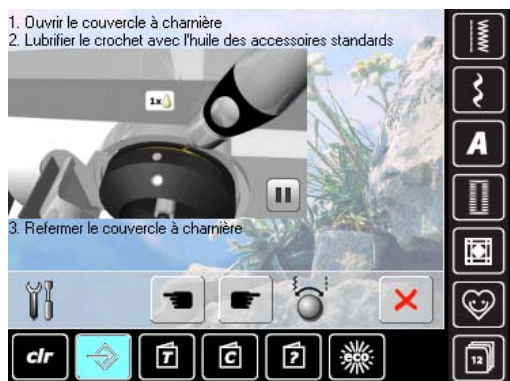 1. Ouvrir le couvercle à charnière
2. Lubrifier le crochet avec l'huile des accessoires standards
1x
3. Refermer le couvercle à charnière
A
12
clr
T
C
?
eco